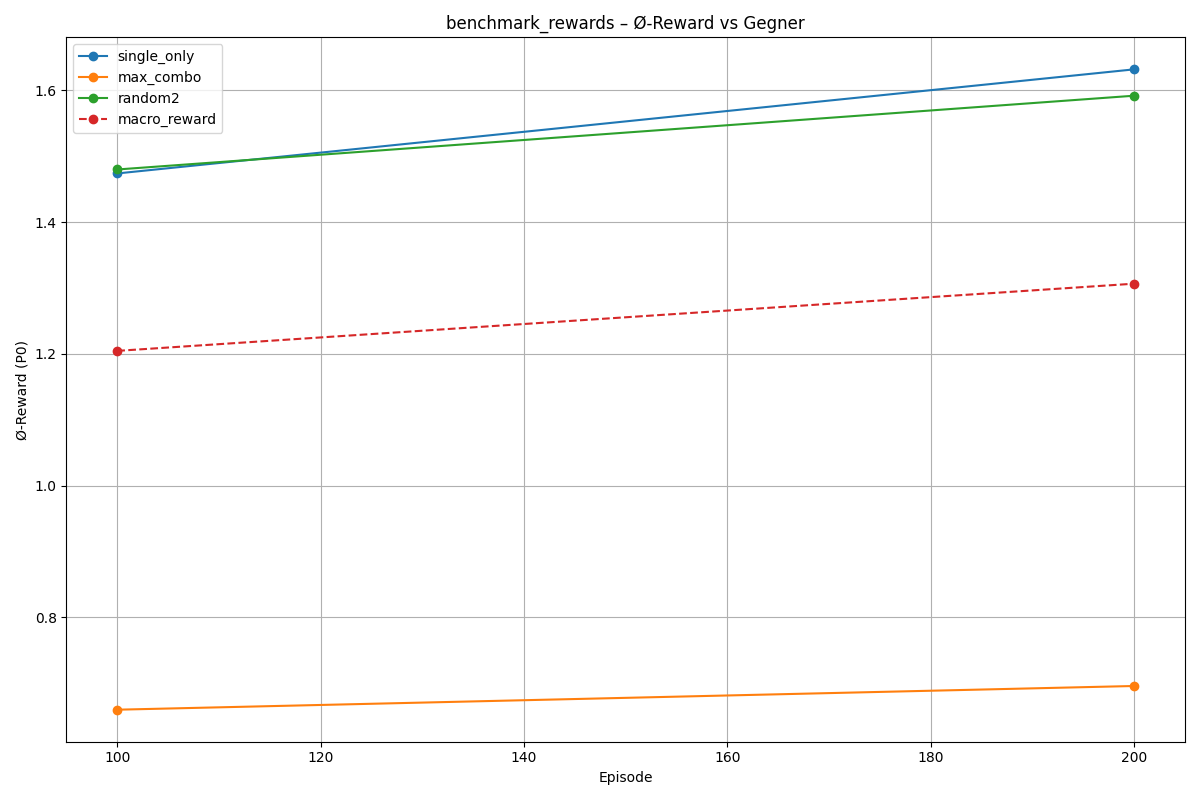 benchmark_rewards – Ø-Reward vs Gegner
single_only
max_combo
random2
macro_reward
1.6
1.4
1.2
1.0
0.8
Ø-Reward (P0)
100 120 140 160 180 200
Episode